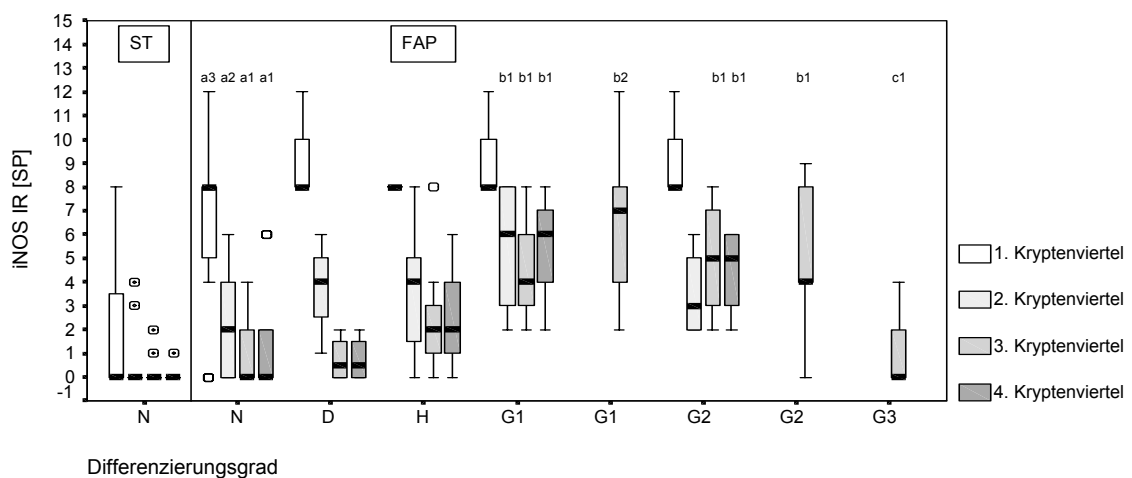 15
14
13
12
11
10
9
8
7
6
5
4
3
2
1
0
-1
iNOS IR [SP]
ST
FAP
a3 a2 a1 a1
b1 b1 b1
b2
b1 b1
b1
c1
N N D H G1 G1 G2 G2 G3
Differenzierungsgrad
1. Kryptenviertel
2. Kryptenviertel
3. Kryptenviertel
4. Kryptenviertel